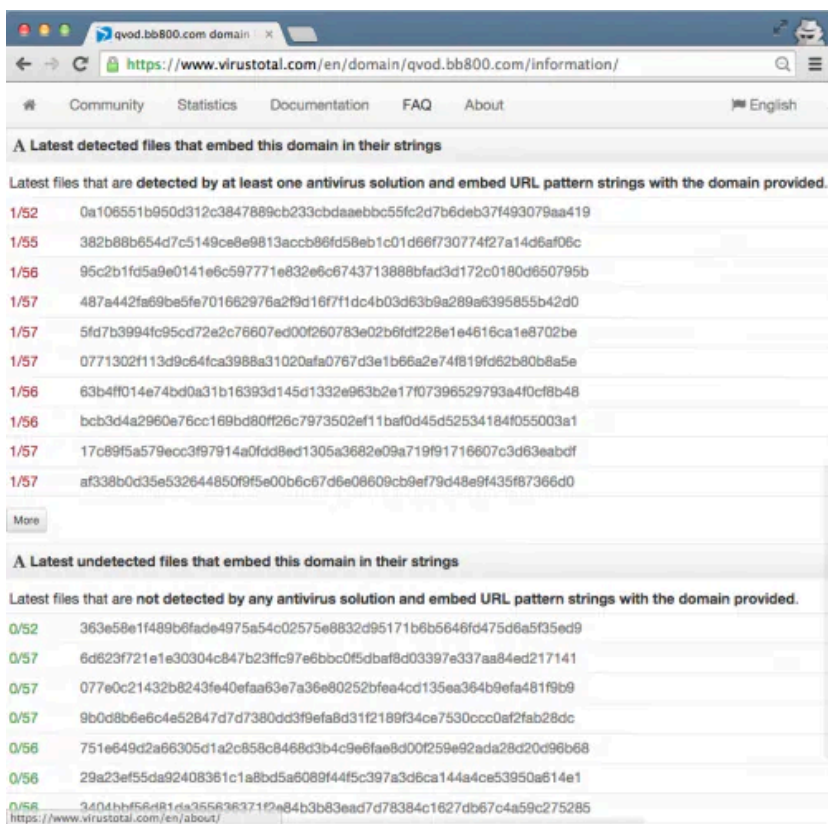 qvod.bb800.com domain
https://www.virustotal.com/en/domain/qvod.bb800.com/information/
Community Statistics Documentation FAQ About English
A Latest detected files that embed this domain in their strings
Latest files that are detected by at least one antivirus solution and embed URL pattern strings with the domain provided.
1/52 0a106551b950d312c3847889cb233cbdaaebbc55fc2d7b6deb37f493079aa419
1/55 382b88b654d7c5149ce8e9813accb86fd58eb1c01d66f730774f27a14d6af06c
1/56 95c2b1fd5a9e0141e6c597771e832e6c6743713888bfad3d172c0180d650795b
1/57 487a442fa69be5fe701662976a2f9d16f7f1dc4b03d63b9a289a6395855b42d0
1/57 5fd7b3994fc95cd72e2c76607ed00f260783e02b6fdf228e1e4616ca1e8702be
1/57 0771302f113d9c64fca3988a31020afa0767d3e1b66a2e74f819fd62b80b8a5e
1/56 63b4ff014e74bd0a31b16393d145d1332e963b2e17f07396529793a4f0cf8b48
1/56 bcb3d4a2960e76cc169bd80ff26c7973502ef11baf0d45d52534184f055003a1
1/57 17c89f5a579ecc3f97914a0fdd8ed1305a3682e09a719f91716607c3d63eabdf
1/57 af338b0d35e532644850f9f5e00b6c67d6e08609cb9ef79d48e9f435f87366d0
More
A Latest undetected files that embed this domain in their strings
Latest files that are not detected by any antivirus solution and embed URL pattern strings with the domain provided.
0/52 363e58e1f489b6fade4975a54c02575e8832d95171b6b5646fd475d6a5f35ed9
0/57 6d623f721e1e30304c847b23ffc97e6bbc0f5dbaf8d03397e337aa84ed217141
0/57 077e0c21432b8243fe40efaa63e7a36e80252bfea4cd135ea364b9efa481f9b9
0/57 9b0d8b6e6c4e52847d7d7380dd3f9efa8d31f2189f34ce7530ccc0af2fab28dc
0/56 751e649d2a66305d1a2c858c8468d3b4c9e6fae8d00f259e92ada28d20d96b68
0/56 29a23ef55da92408361c1a8bd5a6089f44f5c397a3d6ca144a4ce53950a614e1
0/56 3404bbf56d81da355636371f2e84b3b83ead7d78384c1627db67c4a59c275285
https://www.virustotal.com/en/about/